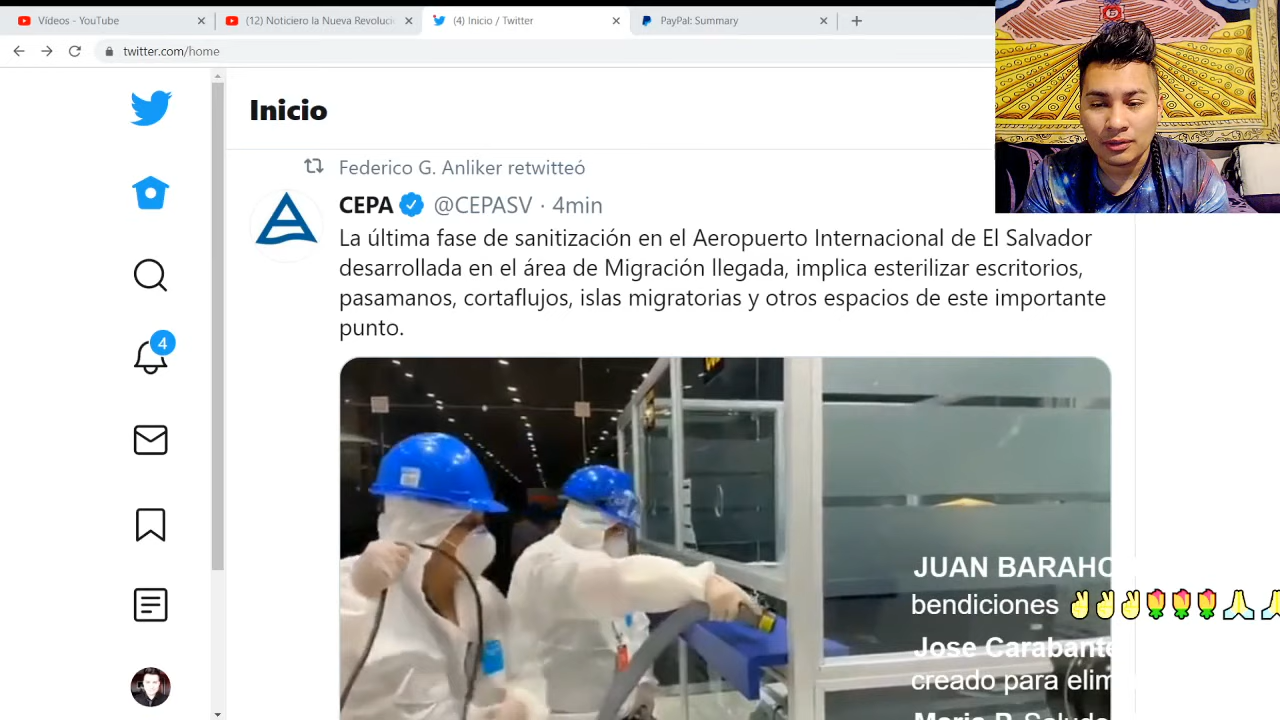 Vídeos - YouTube
(12) Noticiero la Nueva Revoluci
(4) Inicio / Twitter
PayPal: Summary
twitter.com/home
Inicio
Federico G. Anliker retwitteó
CEPA @CEPASV · 4min
La última fase de sanitización en el Aeropuerto Internacional de El Salvador
desarrollada en el área de Migración llegada, implica esterilizar escritorios,
pasamanos, cortaflujos, islas migratorias y otros espacios de este importante
punto.
4
JUAN BARAHO
bendiciones ✌✌✌🌷🌷🌷🙏🙏
Jose Carabante
creado para elim